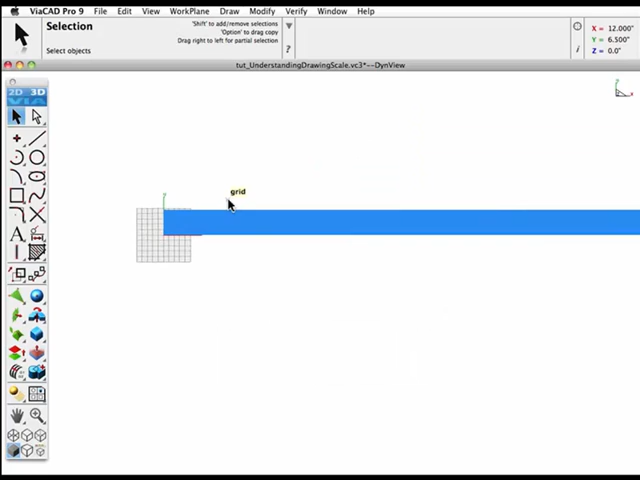 ViaCAD Pro 9 File Edit View WorkPlane Draw Modify Verify Window Help
Selection
'Shift' to add/remove selections
'Option' to drag copy
Drag right to left for partial selection
Select objects
?
i
X = 12.000"
Y = 6.500"
Z = 0.0"
tut_UnderstandingDrawingScale.vc3*--DynView
2D 3D
VIA
A
grid
x